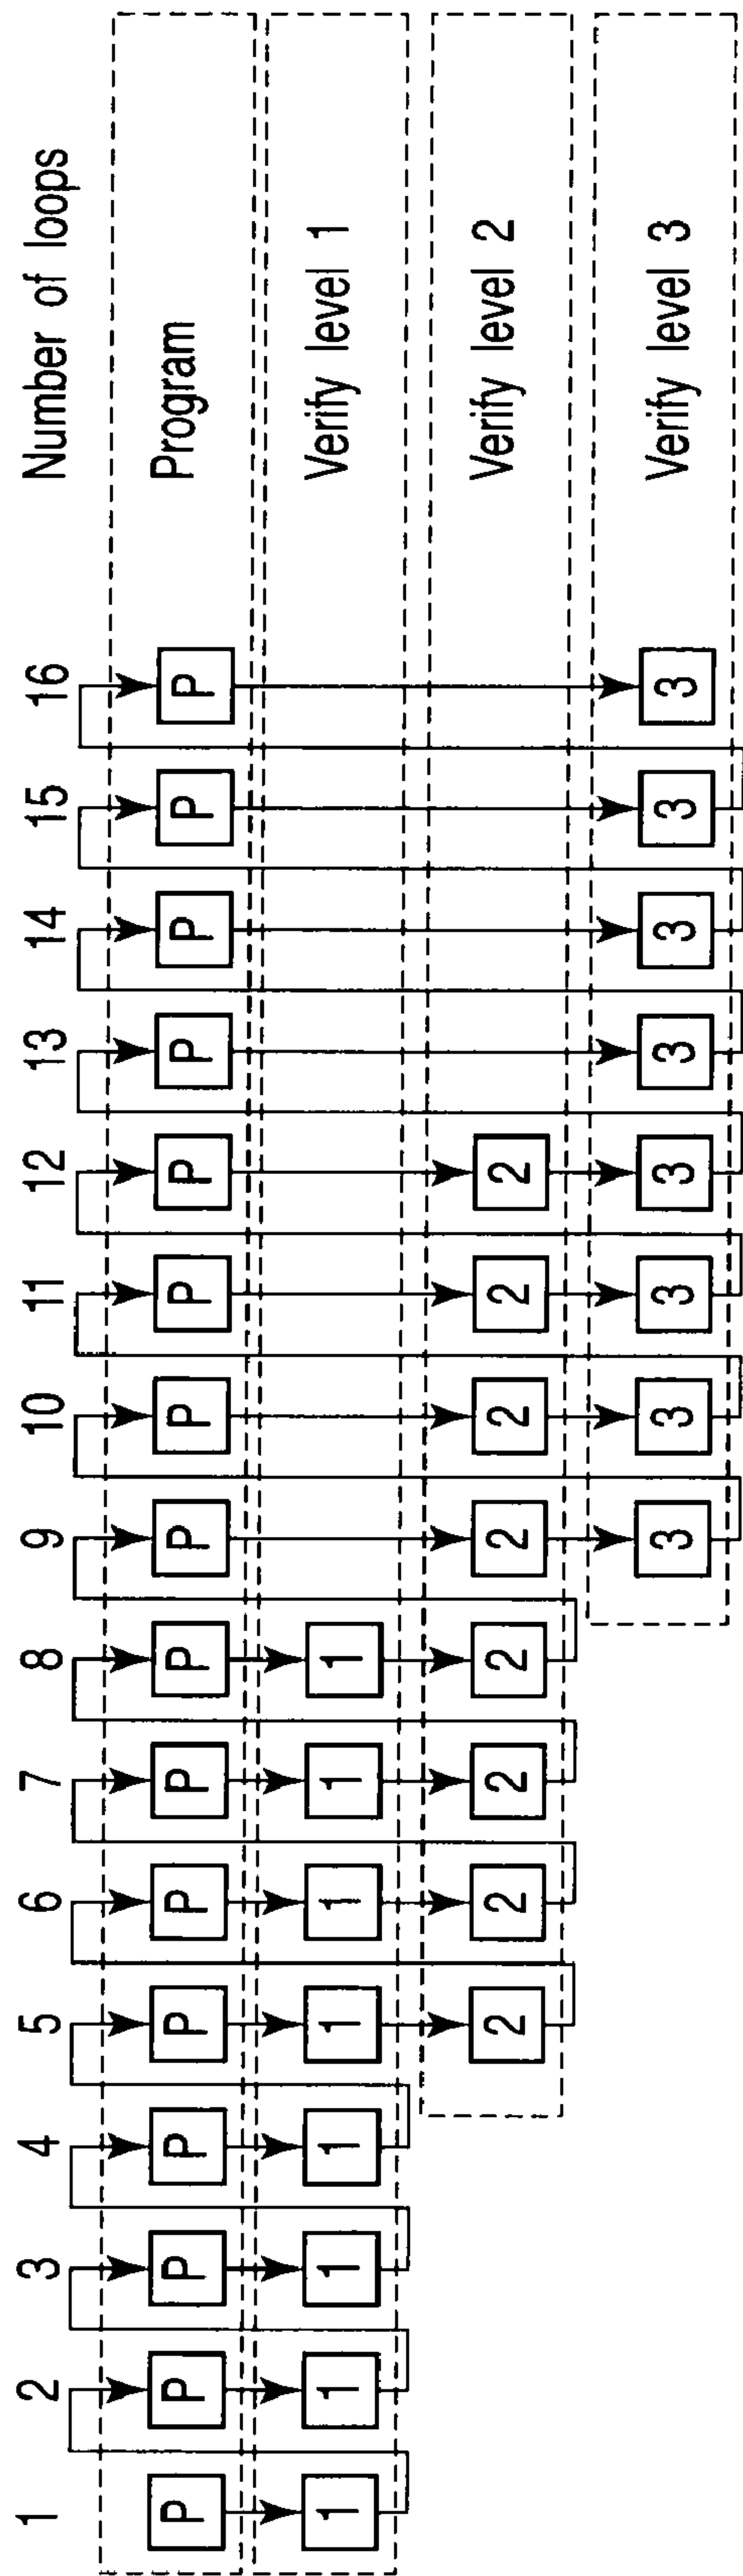 1 2 3 4 5 6 7 8 9 10 11 12 13 14 15 16 Number of loops
P P P P P P P P P P P P P P P P Program
1 1 1 1 1 1 1 1 Verify level 1
2 2 2 2 2 2 2 2 Verify level 2
3 3 3 3 3 3 3 3 Verify level 3